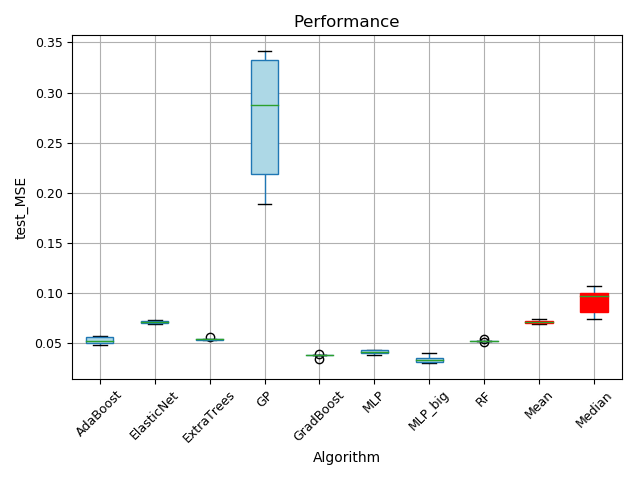 Performance
0.35
0.30
0.25
0.20
0.15
0.10
0.05
test_MSE
AdaBoost
ElasticNet
ExtraTrees
GP
GradBoost
MLP
MLP_big
RF
Mean
Median
Algorithm